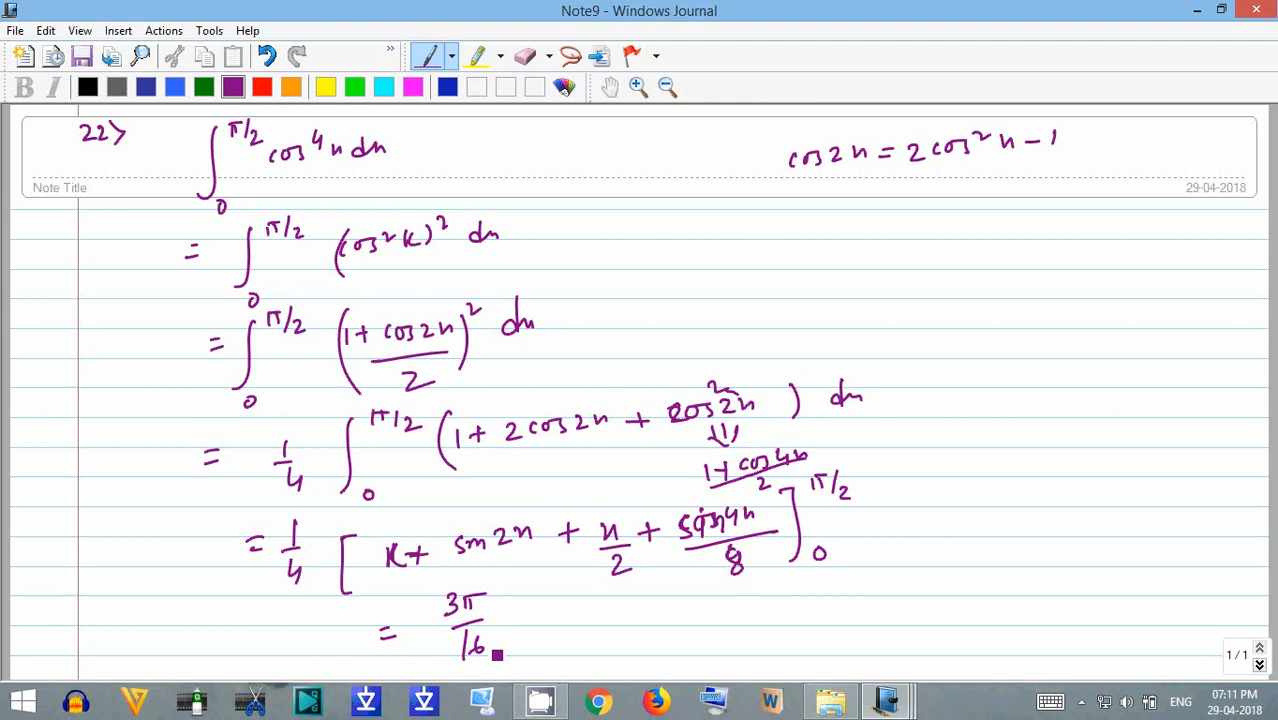 Note9 - Windows Journal
File Edit View Insert Actions Tools Help
22> ∫₀^π/2 cos⁴x dx
cos2x = 2cos²x - 1
Note Title
29-04-2018
= ∫₀^π/2 (cos²x)² dx
= ∫₀^π/2 ((1 + cos2x)/2)² dx
= 1/4 ∫₀^π/2 (1 + 2cos2x + cos²2x) dx
(1 + cos4x)/2
= 1/4 [x + sin2x + x/2 + sin4x/8]₀^π/2
= 3π/16
1 / 1
ENG
07:11 PM
29-04-2018